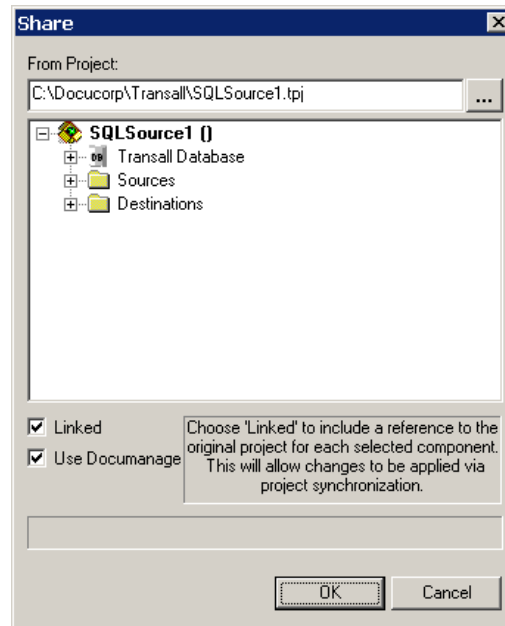 Share
From Project:
C:\Docucorp\Transall\SQLSource1.tpj
...
SQLSource1 ()
DB
Transall Database
Sources
Destinations
Linked
Use Documanage
Choose 'Linked' to include a reference to the
original project for each selected component.
This will allow changes to be applied via
project synchronization.
OK
Cancel